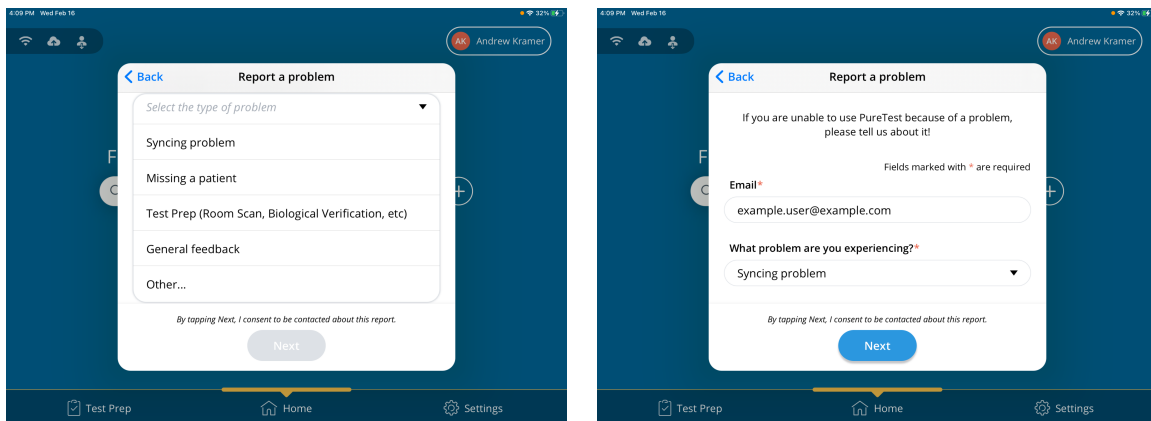 4:09 PM Wed Feb 16
32%
AK Andrew Kramer
Back
Report a problem
Select the type of problem
Syncing problem
Missing a patient
Test Prep (Room Scan, Biological Verification, etc)
General feedback
Other...
F
By tapping Next, I consent to be contacted about this report.
Next
Test Prep
Home
Settings
4:09 PM Wed Feb 16
32%
AK Andrew Kramer
Back
Report a problem
If you are unable to use PureTest because of a problem,
please tell us about it!
Fields marked with * are required
F
Email*
example.user@example.com
What problem are you experiencing?*
Syncing problem
By tapping Next, I consent to be contacted about this report.
Next
Test Prep
Home
Settings